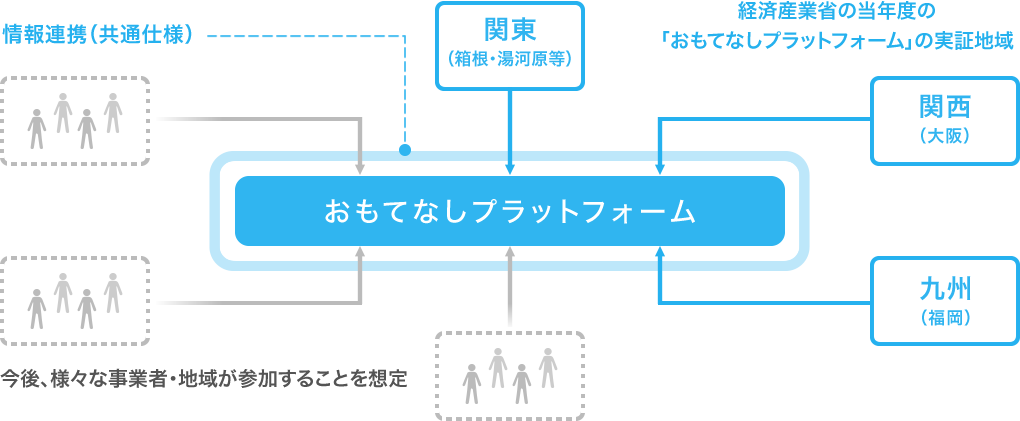 情報連携(共通仕様)
関東
(箱根・湯河原等)
経済産業省の当年度の
「おもてなしプラットフォーム」の実証地域
関西
(大阪)
おもてなしプラットフォーム
九州
(福岡)
今後、様々な事業者・地域が参加することを想定